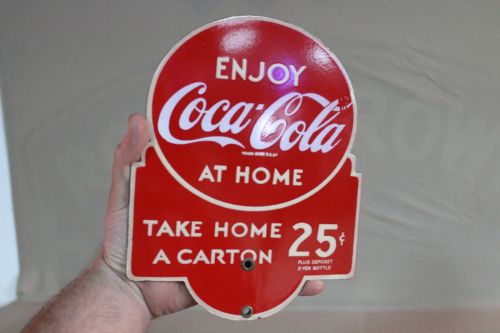 ENJOY
Coca-Cola
AT HOME
TAKE HOME
A CARTON
25¢
PLUS DEPOSIT
2¢ PER BOTTLE